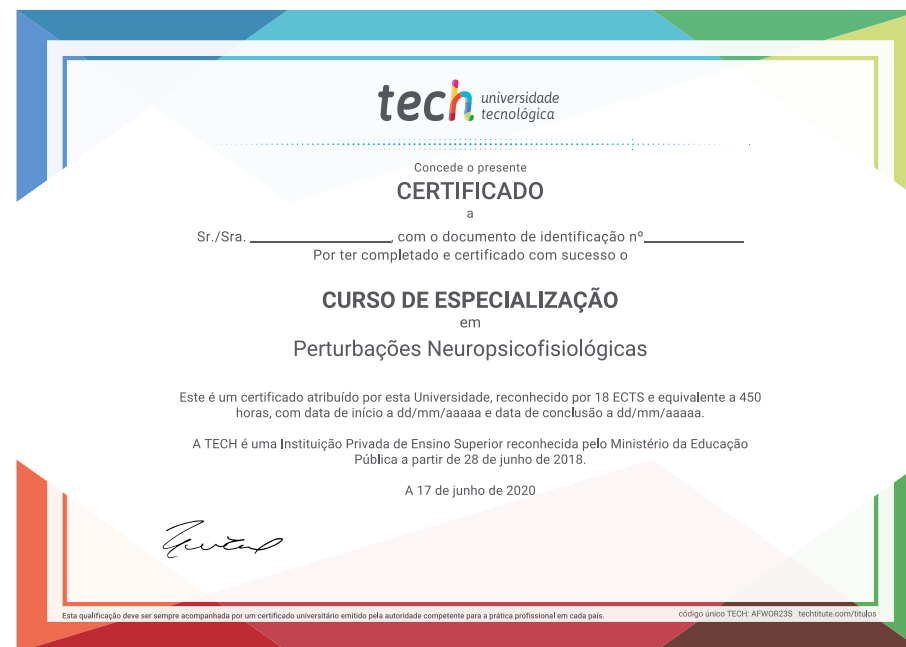 tech universidade
tecnológica
Concede o presente
CERTIFICADO
a
Sr./Sra. ________________, com o documento de identificação nº____________
Por ter completado e certificado com sucesso o
CURSO DE ESPECIALIZAÇÃO
em
Perturbações Neuropsicofisiológicas
Este é um certificado atribuído por esta Universidade, reconhecido por 18 ECTS e equivalente a 450
horas, com data de início a dd/mm/aaaaa e data de conclusão a dd/mm/aaaaa.
A TECH é uma Instituição Privada de Ensino Superior reconhecida pelo Ministério da Educação
Pública a partir de 28 de junho de 2018.
A 17 de junho de 2020
Esta qualificação deve ser sempre acompanhada por um certificado universitário emitido pela autoridade competente para a prática profissional em cada país.
código único TECH: AFWOR23S techtitute.com/titulos